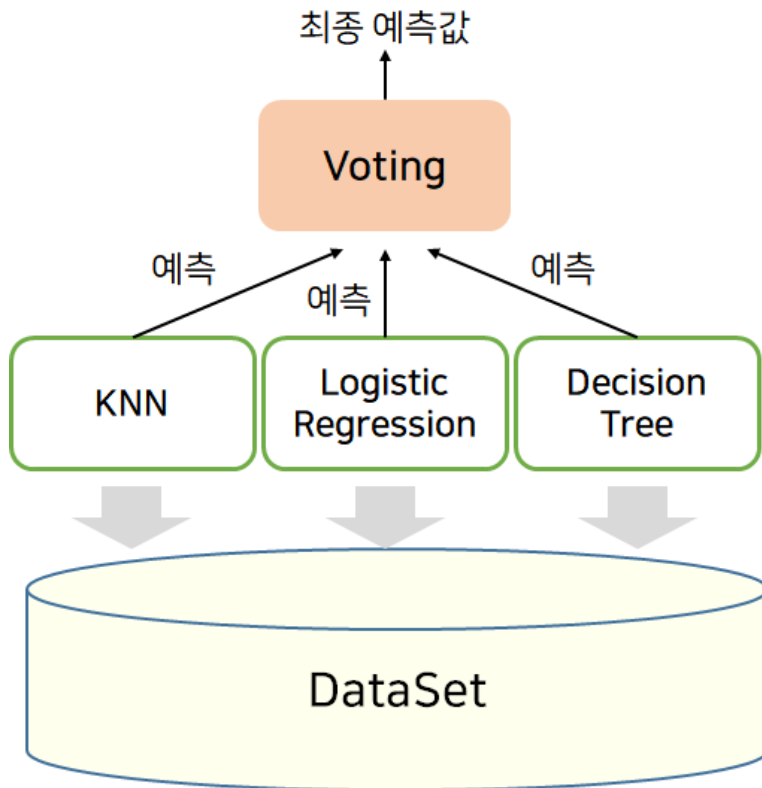 최종 예측값
Voting
예측
예측
예측
KNN
Logistic
Regression
Decision
Tree
DataSet